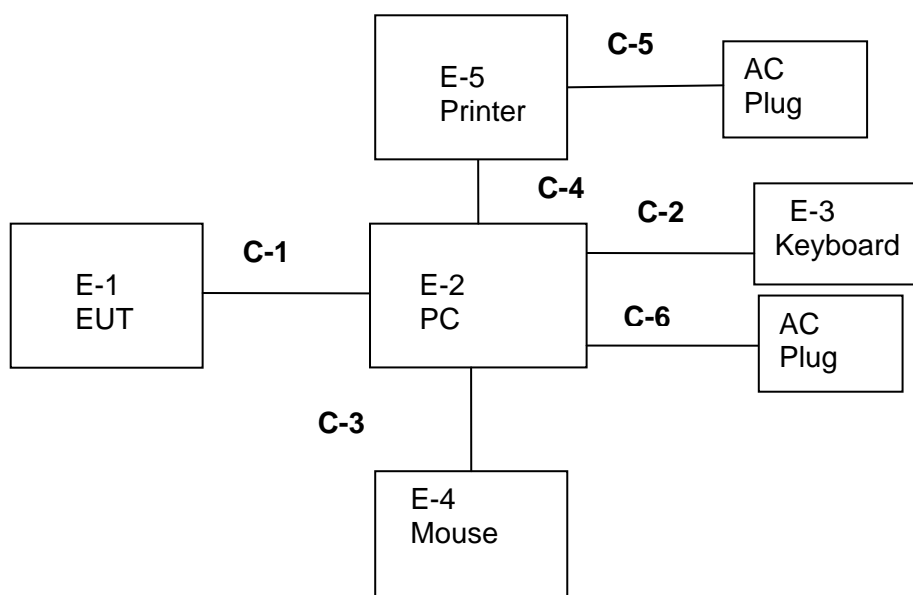 C-5
E-5
Printer
AC
Plug
C-4
C-2
E-3
Keyboard
C-1
E-1
EUT
E-2
PC
C-6
AC
Plug
C-3
E-4
Mouse